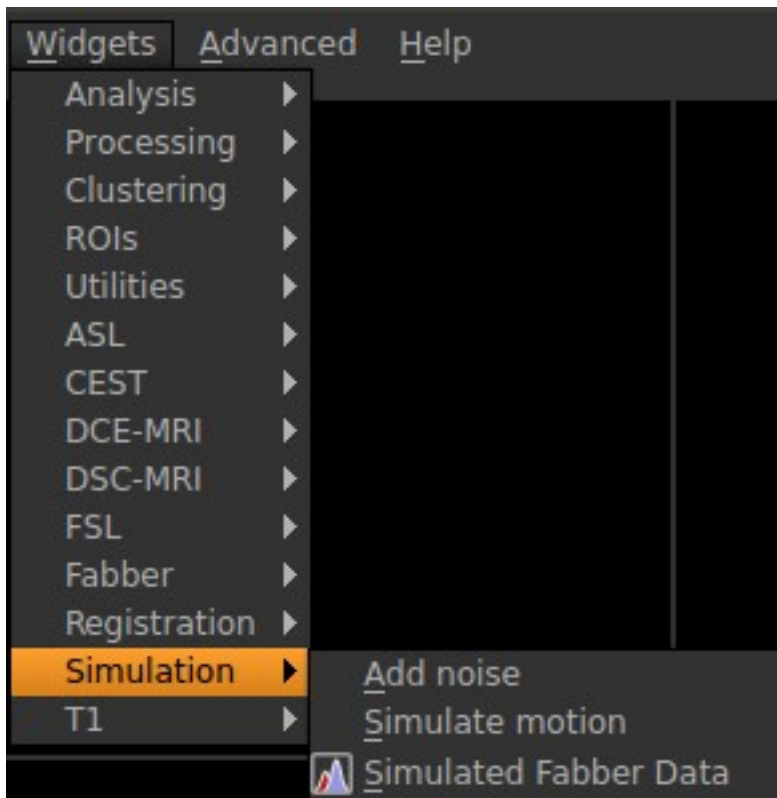 Widgets Advanced Help
Analysis
Processing
Clustering
ROIs
Utilities
ASL
CEST
DCE-MRI
DSC-MRI
FSL
Fabber
Registration
Simulation
Add noise
T1
Simulate motion
Simulated Fabber Data